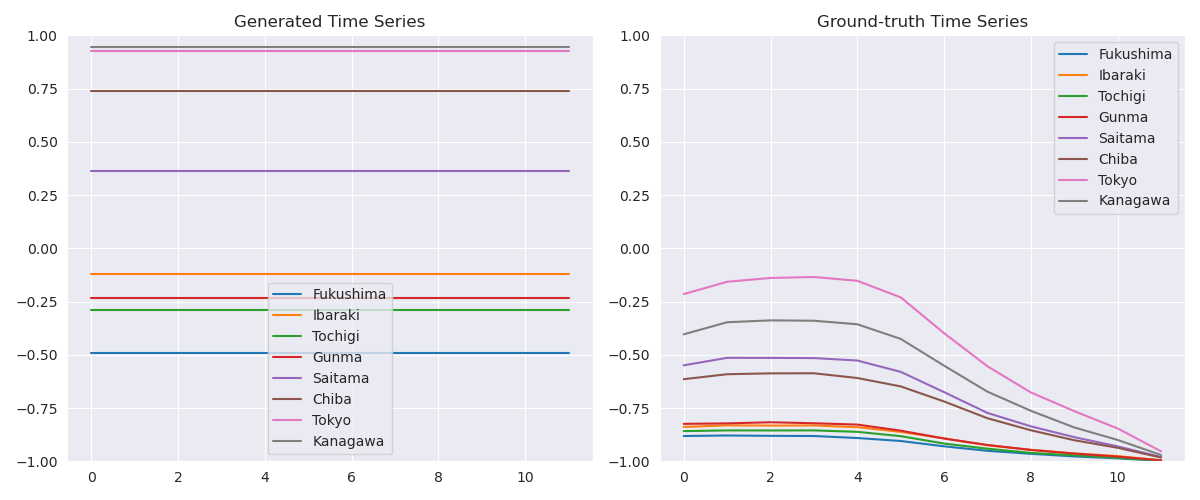 Generated Time Series
1.00
0.75
0.50
0.25
0.00
−0.25
−0.50
−0.75
−1.00
0 2 4 6 8 10
Fukushima
Ibaraki
Tochigi
Gunma
Saitama
Chiba
Tokyo
Kanagawa
Ground-truth Time Series
1.00
0.75
0.50
0.25
0.00
−0.25
−0.50
−0.75
−1.00
0 2 4 6 8 10
Fukushima
Ibaraki
Tochigi
Gunma
Saitama
Chiba
Tokyo
Kanagawa